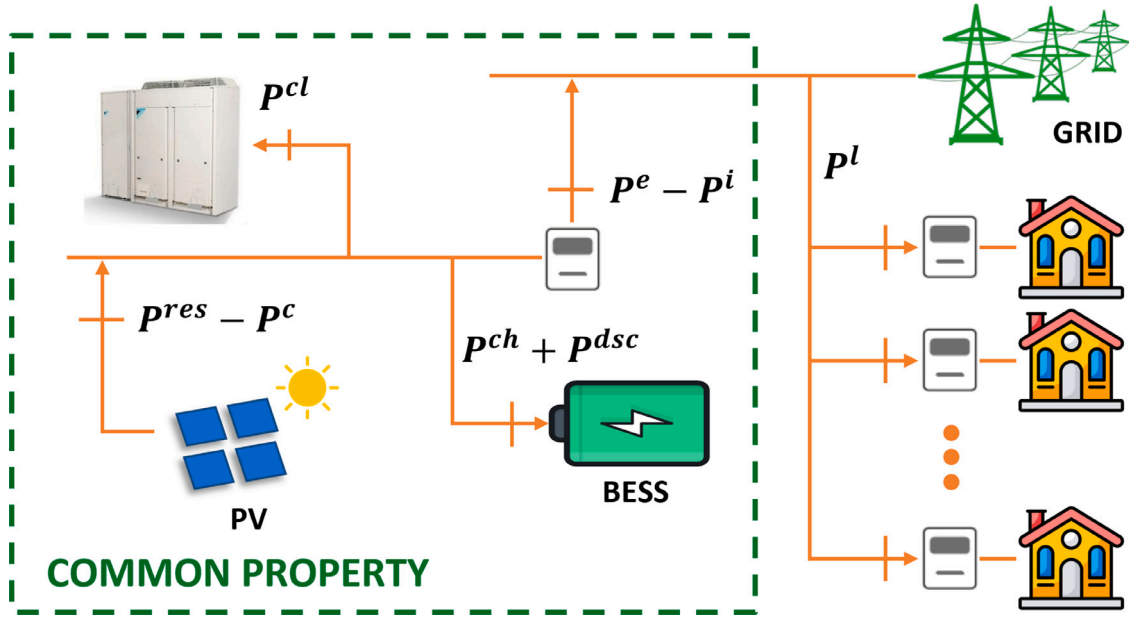 GRID
P^{cl}
P^l
P^e − P^i
P^{res} − P^c
P^{ch} + P^{dsc}
BESS
PV
COMMON PROPERTY